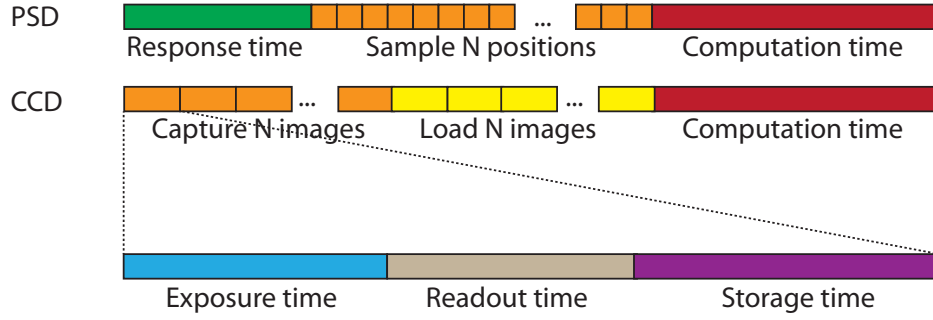 PSD
...
Response time Sample N positions Computation time
CCD
... ...
Capture N images Load N images Computation time
Exposure time Readout time Storage time